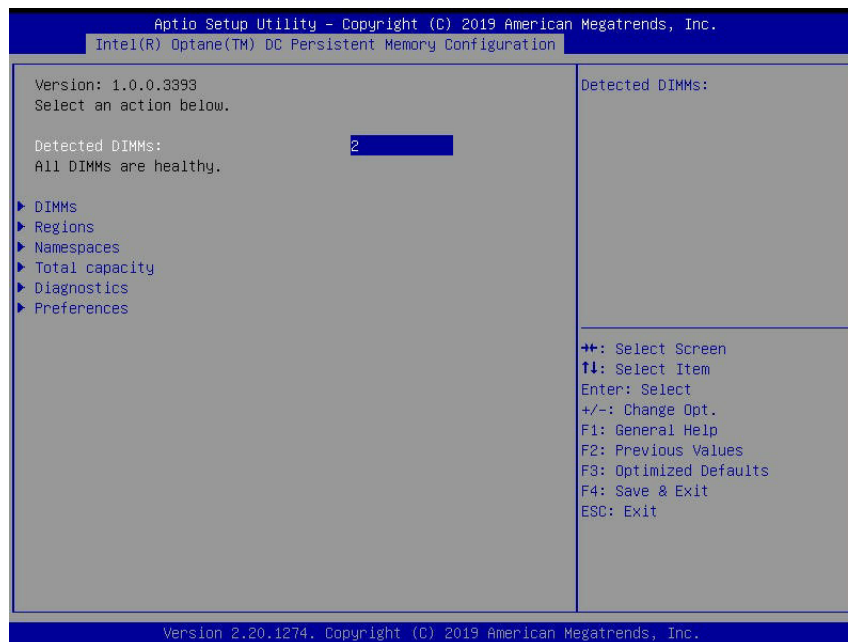 Aptio Setup Utility – Copyright (C) 2019 American Megatrends, Inc.
Intel(R) Optane(TM) DC Persistent Memory Configuration
Version: 1.0.0.3393
Select an action below.
Detected DIMMs: 2
All DIMMs are healthy.
DIMMs
Regions
Namespaces
Total capacity
Diagnostics
Preferences
Detected DIMMs:
→←: Select Screen
↑↓: Select Item
Enter: Select
+/-: Change Opt.
F1: General Help
F2: Previous Values
F3: Optimized Defaults
F4: Save & Exit
ESC: Exit
Version 2.20.1274. Copyright (C) 2019 American Megatrends, Inc.